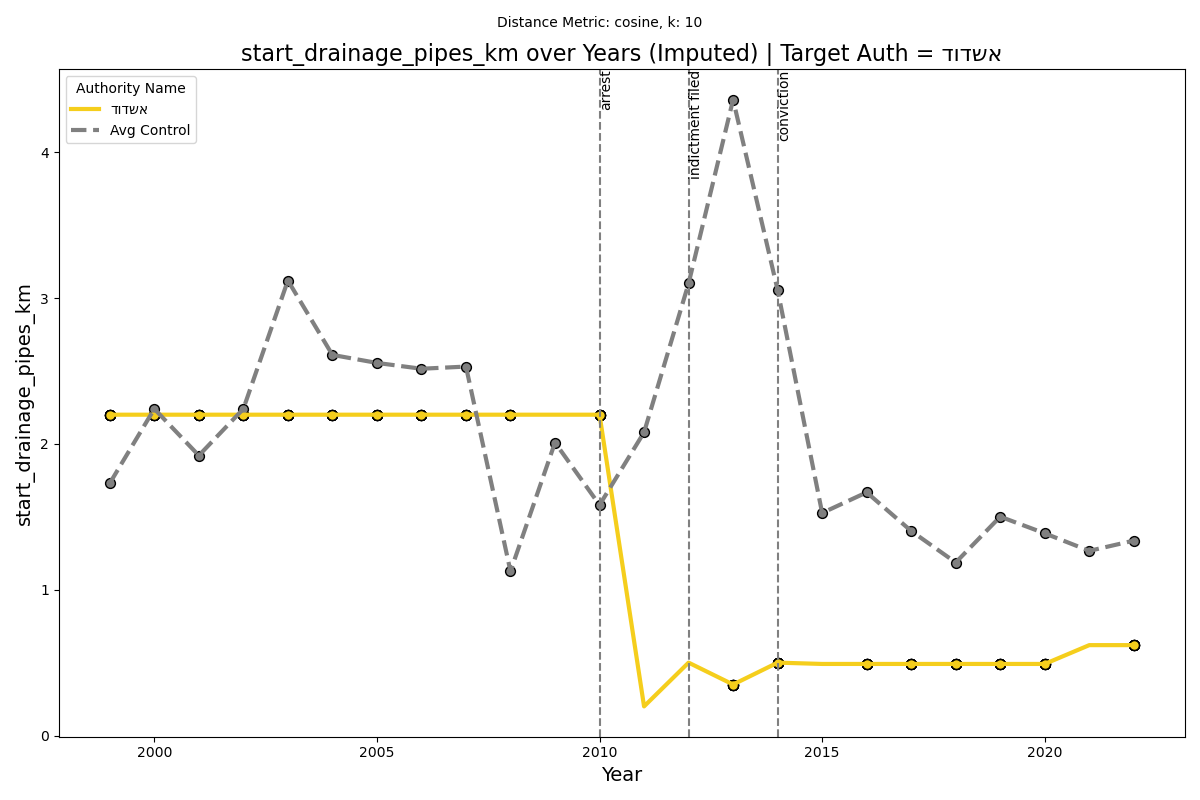 Distance Metric: cosine, k: 10
start_drainage_pipes_km over Years (Imputed) | Target Auth = אשדוד
Authority Name
אשדוד
Avg Control
arrest
indictment filed
conviction
start_drainage_pipes_km
4
3
2
1
0
2000
2005
2010
2015
2020
Year